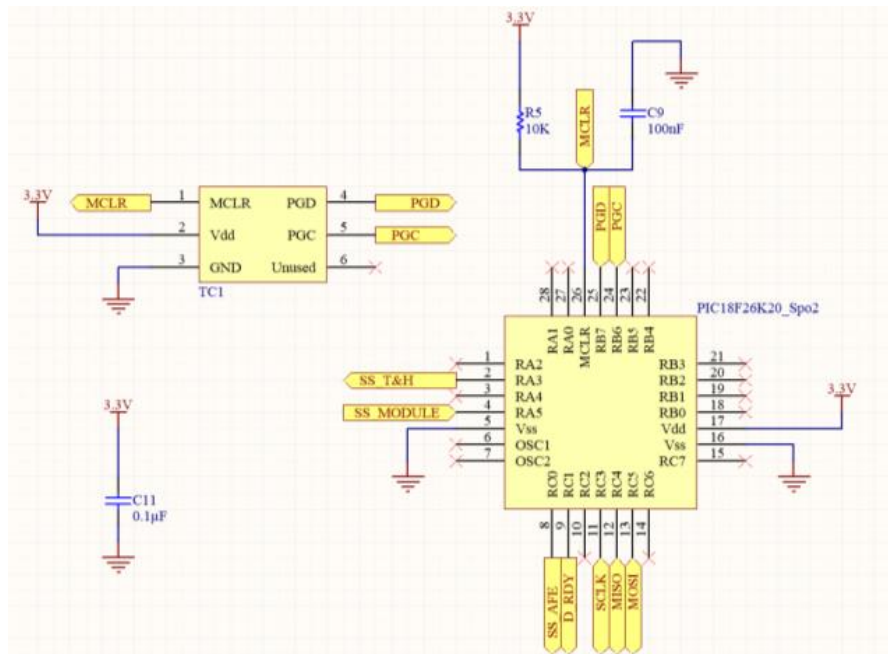 3.3V
R5
10K
MCLR
C9
100nF
3.3V
MCLR
1
MCLR
PGD
4
PGD
2
Vdd
PGC
5
PGC
3
GND
Unused
6
TC1
PGD
PGC
28
27
26
25
24
23
22
PIC18F26K20_Spo2
RA1
RA0
MCLR
RB7
RB6
RB5
RB4
1
RA2
RB3
21
SS_T&H
2
RA3
RB2
20
3
RA4
RB1
19
SS_MODULE
4
RA5
RB0
18
5
Vss
Vdd
17
3.3V
6
OSC1
Vss
16
7
OSC2
RC7
15
RC0
RC1
RC2
RC3
RC4
RC5
RC6
8
9
10
11
12
13
14
SS_AFE
D_RDY
SCLK
MISO
MOSI
3.3V
C11
0.1µF